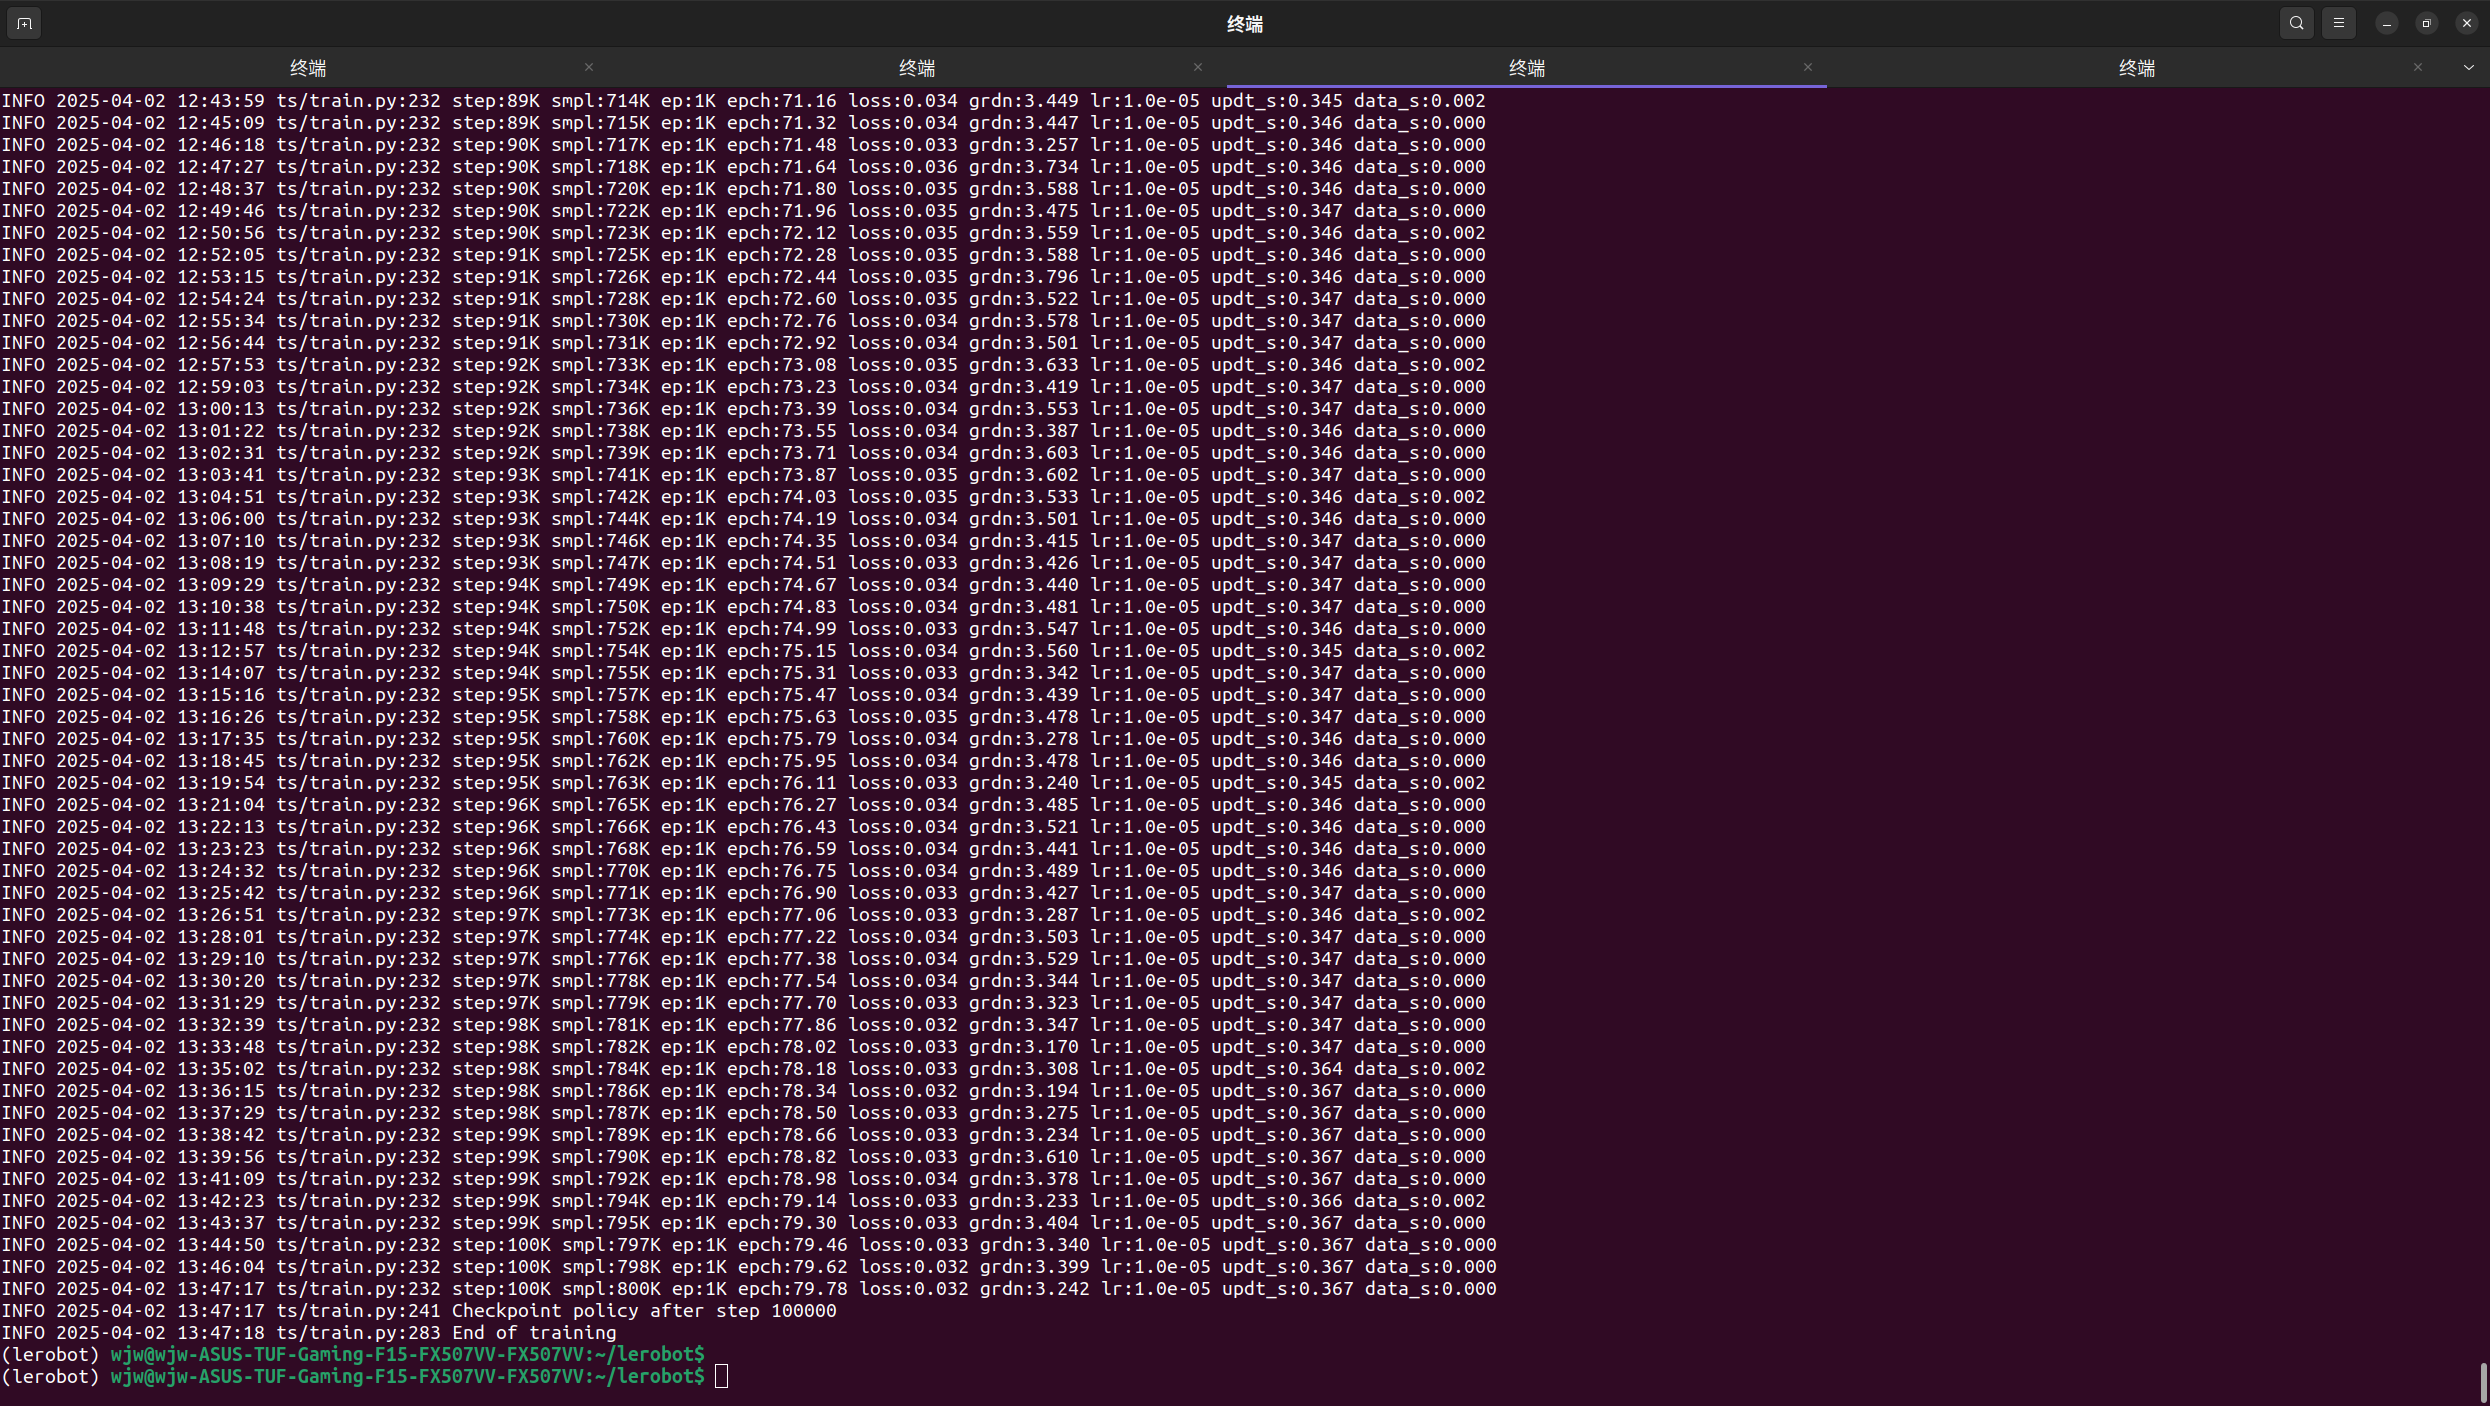 终端
终端 终端 终端 终端
INFO 2025-04-02 12:43:59 ts/train.py:232 step:89K smpl:714K ep:1K epch:71.16 loss:0.034 grdn:3.449 lr:1.0e-05 updt_s:0.345 data_s:0.002
INFO 2025-04-02 12:45:09 ts/train.py:232 step:89K smpl:715K ep:1K epch:71.32 loss:0.034 grdn:3.447 lr:1.0e-05 updt_s:0.346 data_s:0.000
INFO 2025-04-02 12:46:18 ts/train.py:232 step:90K smpl:717K ep:1K epch:71.48 loss:0.033 grdn:3.257 lr:1.0e-05 updt_s:0.346 data_s:0.000
INFO 2025-04-02 12:47:27 ts/train.py:232 step:90K smpl:718K ep:1K epch:71.64 loss:0.036 grdn:3.734 lr:1.0e-05 updt_s:0.346 data_s:0.000
INFO 2025-04-02 12:48:37 ts/train.py:232 step:90K smpl:720K ep:1K epch:71.80 loss:0.035 grdn:3.588 lr:1.0e-05 updt_s:0.346 data_s:0.000
INFO 2025-04-02 12:49:46 ts/train.py:232 step:90K smpl:722K ep:1K epch:71.96 loss:0.035 grdn:3.475 lr:1.0e-05 updt_s:0.347 data_s:0.000
INFO 2025-04-02 12:50:56 ts/train.py:232 step:90K smpl:723K ep:1K epch:72.12 loss:0.035 grdn:3.559 lr:1.0e-05 updt_s:0.346 data_s:0.002
INFO 2025-04-02 12:52:05 ts/train.py:232 step:91K smpl:725K ep:1K epch:72.28 loss:0.035 grdn:3.588 lr:1.0e-05 updt_s:0.346 data_s:0.000
INFO 2025-04-02 12:53:15 ts/train.py:232 step:91K smpl:726K ep:1K epch:72.44 loss:0.035 grdn:3.796 lr:1.0e-05 updt_s:0.346 data_s:0.000
INFO 2025-04-02 12:54:24 ts/train.py:232 step:91K smpl:728K ep:1K epch:72.60 loss:0.035 grdn:3.522 lr:1.0e-05 updt_s:0.347 data_s:0.000
INFO 2025-04-02 12:55:34 ts/train.py:232 step:91K smpl:730K ep:1K epch:72.76 loss:0.034 grdn:3.578 lr:1.0e-05 updt_s:0.347 data_s:0.000
INFO 2025-04-02 12:56:44 ts/train.py:232 step:91K smpl:731K ep:1K epch:72.92 loss:0.034 grdn:3.501 lr:1.0e-05 updt_s:0.347 data_s:0.000
INFO 2025-04-02 12:57:53 ts/train.py:232 step:92K smpl:733K ep:1K epch:73.08 loss:0.035 grdn:3.633 lr:1.0e-05 updt_s:0.346 data_s:0.002
INFO 2025-04-02 12:59:03 ts/train.py:232 step:92K smpl:734K ep:1K epch:73.23 loss:0.034 grdn:3.419 lr:1.0e-05 updt_s:0.347 data_s:0.000
INFO 2025-04-02 13:00:13 ts/train.py:232 step:92K smpl:736K ep:1K epch:73.39 loss:0.034 grdn:3.553 lr:1.0e-05 updt_s:0.347 data_s:0.000
INFO 2025-04-02 13:01:22 ts/train.py:232 step:92K smpl:738K ep:1K epch:73.55 loss:0.034 grdn:3.387 lr:1.0e-05 updt_s:0.346 data_s:0.000
INFO 2025-04-02 13:02:31 ts/train.py:232 step:92K smpl:739K ep:1K epch:73.71 loss:0.034 grdn:3.603 lr:1.0e-05 updt_s:0.346 data_s:0.000
INFO 2025-04-02 13:03:41 ts/train.py:232 step:93K smpl:741K ep:1K epch:73.87 loss:0.035 grdn:3.602 lr:1.0e-05 updt_s:0.347 data_s:0.000
INFO 2025-04-02 13:04:51 ts/train.py:232 step:93K smpl:742K ep:1K epch:74.03 loss:0.035 grdn:3.533 lr:1.0e-05 updt_s:0.346 data_s:0.002
INFO 2025-04-02 13:06:00 ts/train.py:232 step:93K smpl:744K ep:1K epch:74.19 loss:0.034 grdn:3.501 lr:1.0e-05 updt_s:0.346 data_s:0.000
INFO 2025-04-02 13:07:10 ts/train.py:232 step:93K smpl:746K ep:1K epch:74.35 loss:0.034 grdn:3.415 lr:1.0e-05 updt_s:0.347 data_s:0.000
INFO 2025-04-02 13:08:19 ts/train.py:232 step:93K smpl:747K ep:1K epch:74.51 loss:0.033 grdn:3.426 lr:1.0e-05 updt_s:0.347 data_s:0.000
INFO 2025-04-02 13:09:29 ts/train.py:232 step:94K smpl:749K ep:1K epch:74.67 loss:0.034 grdn:3.440 lr:1.0e-05 updt_s:0.347 data_s:0.000
INFO 2025-04-02 13:10:38 ts/train.py:232 step:94K smpl:750K ep:1K epch:74.83 loss:0.034 grdn:3.481 lr:1.0e-05 updt_s:0.347 data_s:0.000
INFO 2025-04-02 13:11:48 ts/train.py:232 step:94K smpl:752K ep:1K epch:74.99 loss:0.033 grdn:3.547 lr:1.0e-05 updt_s:0.346 data_s:0.000
INFO 2025-04-02 13:12:57 ts/train.py:232 step:94K smpl:754K ep:1K epch:75.15 loss:0.034 grdn:3.560 lr:1.0e-05 updt_s:0.345 data_s:0.002
INFO 2025-04-02 13:14:07 ts/train.py:232 step:94K smpl:755K ep:1K epch:75.31 loss:0.033 grdn:3.342 lr:1.0e-05 updt_s:0.347 data_s:0.000
INFO 2025-04-02 13:15:16 ts/train.py:232 step:95K smpl:757K ep:1K epch:75.47 loss:0.034 grdn:3.439 lr:1.0e-05 updt_s:0.347 data_s:0.000
INFO 2025-04-02 13:16:26 ts/train.py:232 step:95K smpl:758K ep:1K epch:75.63 loss:0.035 grdn:3.478 lr:1.0e-05 updt_s:0.347 data_s:0.000
INFO 2025-04-02 13:17:35 ts/train.py:232 step:95K smpl:760K ep:1K epch:75.79 loss:0.034 grdn:3.278 lr:1.0e-05 updt_s:0.346 data_s:0.000
INFO 2025-04-02 13:18:45 ts/train.py:232 step:95K smpl:762K ep:1K epch:75.95 loss:0.034 grdn:3.478 lr:1.0e-05 updt_s:0.346 data_s:0.000
INFO 2025-04-02 13:19:54 ts/train.py:232 step:95K smpl:763K ep:1K epch:76.11 loss:0.033 grdn:3.240 lr:1.0e-05 updt_s:0.345 data_s:0.002
INFO 2025-04-02 13:21:04 ts/train.py:232 step:96K smpl:765K ep:1K epch:76.27 loss:0.034 grdn:3.485 lr:1.0e-05 updt_s:0.346 data_s:0.000
INFO 2025-04-02 13:22:13 ts/train.py:232 step:96K smpl:766K ep:1K epch:76.43 loss:0.034 grdn:3.521 lr:1.0e-05 updt_s:0.346 data_s:0.000
INFO 2025-04-02 13:23:23 ts/train.py:232 step:96K smpl:768K ep:1K epch:76.59 loss:0.034 grdn:3.441 lr:1.0e-05 updt_s:0.346 data_s:0.000
INFO 2025-04-02 13:24:32 ts/train.py:232 step:96K smpl:770K ep:1K epch:76.75 loss:0.034 grdn:3.489 lr:1.0e-05 updt_s:0.346 data_s:0.000
INFO 2025-04-02 13:25:42 ts/train.py:232 step:96K smpl:771K ep:1K epch:76.90 loss:0.033 grdn:3.427 lr:1.0e-05 updt_s:0.347 data_s:0.000
INFO 2025-04-02 13:26:51 ts/train.py:232 step:97K smpl:773K ep:1K epch:77.06 loss:0.033 grdn:3.287 lr:1.0e-05 updt_s:0.346 data_s:0.002
INFO 2025-04-02 13:28:01 ts/train.py:232 step:97K smpl:774K ep:1K epch:77.22 loss:0.034 grdn:3.503 lr:1.0e-05 updt_s:0.347 data_s:0.000
INFO 2025-04-02 13:29:10 ts/train.py:232 step:97K smpl:776K ep:1K epch:77.38 loss:0.034 grdn:3.529 lr:1.0e-05 updt_s:0.347 data_s:0.000
INFO 2025-04-02 13:30:20 ts/train.py:232 step:97K smpl:778K ep:1K epch:77.54 loss:0.034 grdn:3.344 lr:1.0e-05 updt_s:0.347 data_s:0.000
INFO 2025-04-02 13:31:29 ts/train.py:232 step:97K smpl:779K ep:1K epch:77.70 loss:0.033 grdn:3.323 lr:1.0e-05 updt_s:0.347 data_s:0.000
INFO 2025-04-02 13:32:39 ts/train.py:232 step:98K smpl:781K ep:1K epch:77.86 loss:0.032 grdn:3.347 lr:1.0e-05 updt_s:0.347 data_s:0.000
INFO 2025-04-02 13:33:48 ts/train.py:232 step:98K smpl:782K ep:1K epch:78.02 loss:0.033 grdn:3.170 lr:1.0e-05 updt_s:0.347 data_s:0.000
INFO 2025-04-02 13:35:02 ts/train.py:232 step:98K smpl:784K ep:1K epch:78.18 loss:0.033 grdn:3.308 lr:1.0e-05 updt_s:0.364 data_s:0.002
INFO 2025-04-02 13:36:15 ts/train.py:232 step:98K smpl:786K ep:1K epch:78.34 loss:0.032 grdn:3.194 lr:1.0e-05 updt_s:0.367 data_s:0.000
INFO 2025-04-02 13:37:29 ts/train.py:232 step:98K smpl:787K ep:1K epch:78.50 loss:0.033 grdn:3.275 lr:1.0e-05 updt_s:0.367 data_s:0.000
INFO 2025-04-02 13:38:42 ts/train.py:232 step:99K smpl:789K ep:1K epch:78.66 loss:0.033 grdn:3.234 lr:1.0e-05 updt_s:0.367 data_s:0.000
INFO 2025-04-02 13:39:56 ts/train.py:232 step:99K smpl:790K ep:1K epch:78.82 loss:0.033 grdn:3.610 lr:1.0e-05 updt_s:0.367 data_s:0.000
INFO 2025-04-02 13:41:09 ts/train.py:232 step:99K smpl:792K ep:1K epch:78.98 loss:0.034 grdn:3.378 lr:1.0e-05 updt_s:0.367 data_s:0.000
INFO 2025-04-02 13:42:23 ts/train.py:232 step:99K smpl:794K ep:1K epch:79.14 loss:0.033 grdn:3.233 lr:1.0e-05 updt_s:0.366 data_s:0.002
INFO 2025-04-02 13:43:37 ts/train.py:232 step:99K smpl:795K ep:1K epch:79.30 loss:0.033 grdn:3.404 lr:1.0e-05 updt_s:0.367 data_s:0.000
INFO 2025-04-02 13:44:50 ts/train.py:232 step:100K smpl:797K ep:1K epch:79.46 loss:0.033 grdn:3.340 lr:1.0e-05 updt_s:0.367 data_s:0.000
INFO 2025-04-02 13:46:04 ts/train.py:232 step:100K smpl:798K ep:1K epch:79.62 loss:0.032 grdn:3.399 lr:1.0e-05 updt_s:0.367 data_s:0.000
INFO 2025-04-02 13:47:17 ts/train.py:232 step:100K smpl:800K ep:1K epch:79.78 loss:0.032 grdn:3.242 lr:1.0e-05 updt_s:0.367 data_s:0.000
INFO 2025-04-02 13:47:17 ts/train.py:241 Checkpoint policy after step 100000
INFO 2025-04-02 13:47:18 ts/train.py:283 End of training
(lerobot) wjw@wjw-ASUS-TUF-Gaming-F15-FX507VV-FX507VV:~/lerobot$
(lerobot) wjw@wjw-ASUS-TUF-Gaming-F15-FX507VV-FX507VV:~/lerobot$